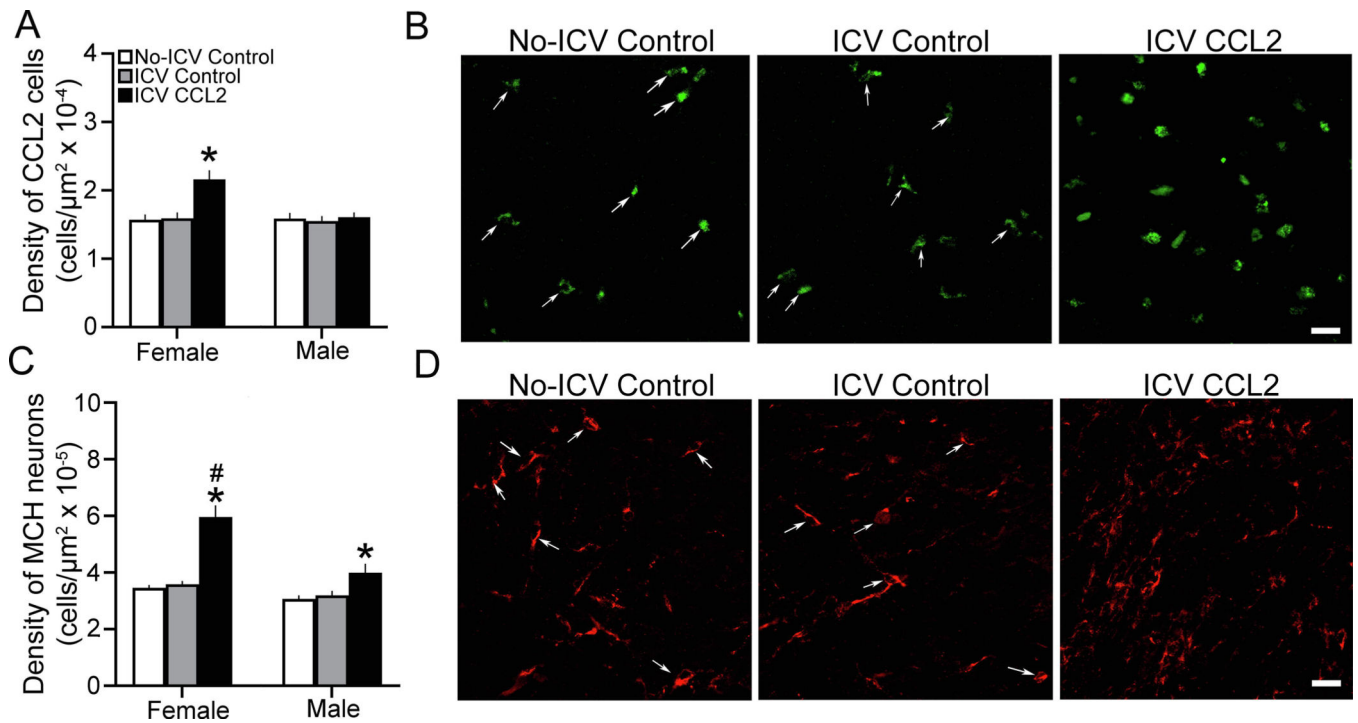 A
Density of CCL2 cells
(cells/µm² x 10⁻⁴)
4
3
2
1
0
No-ICV Control
ICV Control
ICV CCL2
*
Female
Male
B
No-ICV Control
ICV Control
ICV CCL2
C
Density of MCH neurons
(cells/µm² x 10⁻⁵)
10
8
6
4
2
0
#
*
*
Female
Male
D
No-ICV Control
ICV Control
ICV CCL2